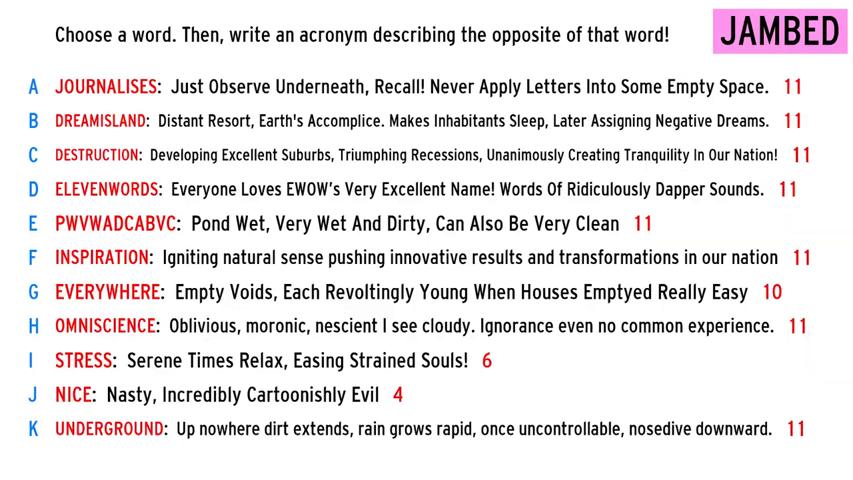 Choose a word. Then, write an acronym describing the opposite of that word!
JAMBED
A JOURNALISES: Just Observe Underneath, Recall! Never Apply Letters Into Some Empty Space. 11
B DREAMISLAND: Distant Resort, Earth's Accomplice. Makes Inhabitants Sleep, Later Assigning Negative Dreams. 11
C DESTRUCTION: Developing Excellent Suburbs, Triumphing Recessions, Unanimously Creating Tranquility In Our Nation! 11
D ELEVENWORDS: Everyone Loves EWOW's Very Excellent Name! Words Of Ridiculously Dapper Sounds. 11
E PWVWADCABVC: Pond Wet, Very Wet And Dirty, Can Also Be Very Clean 11
F INSPIRATION: Igniting natural sense pushing innovative results and transformations in our nation 11
G EVERYWHERE: Empty Voids, Each Revoltingly Young When Houses Emptyed Really Easy 10
H OMNISCIENCE: Oblivious, moronic, nescient I see cloudy. Ignorance even no common experience. 11
I STRESS: Serene Times Relax, Easing Strained Souls! 6
J NICE: Nasty, Incredibly Cartoonishly Evil 4
K UNDERGROUND: Up nowhere dirt extends, rain grows rapid, once uncontrollable, nosedive downward. 11